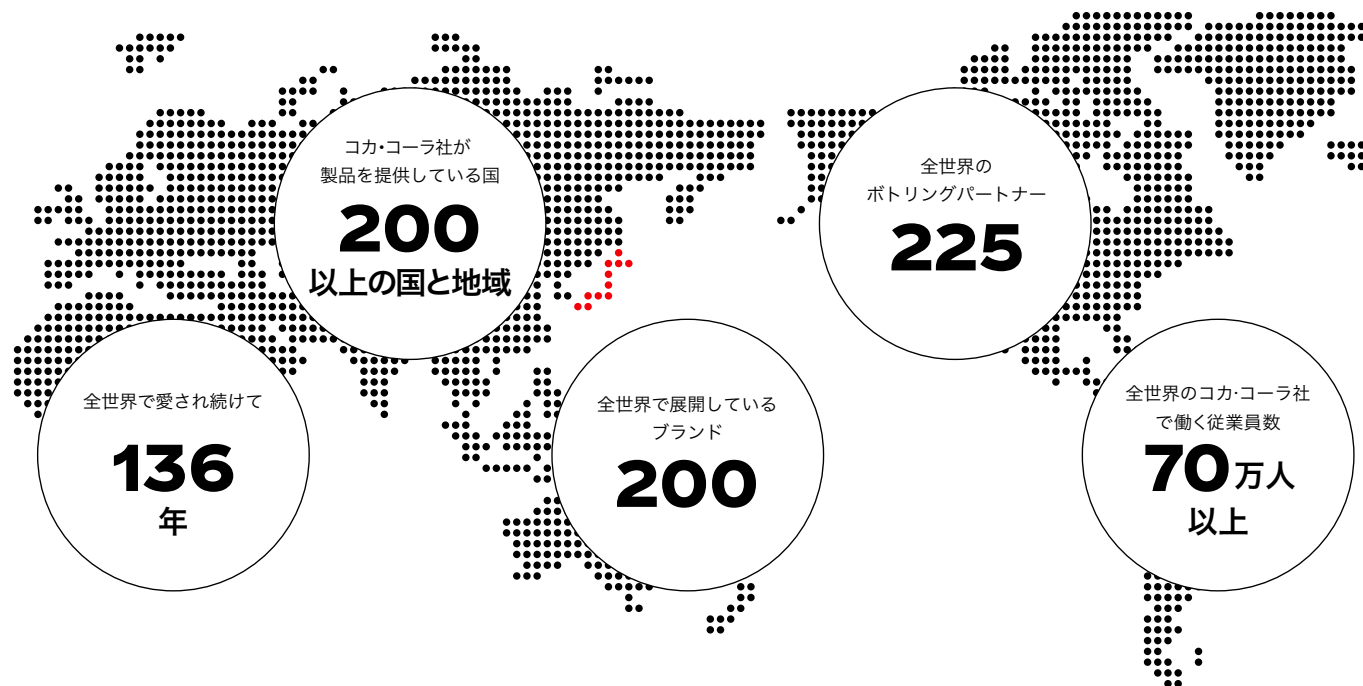 コカ・コーラ社が
製品を提供している国
200
以上の国と地域
全世界の
ボトリングパートナー
225
全世界で愛され続けて
136
年
全世界で展開している
ブランド
200
全世界のコカ・コーラ社
で働く従業員数
70万人
以上